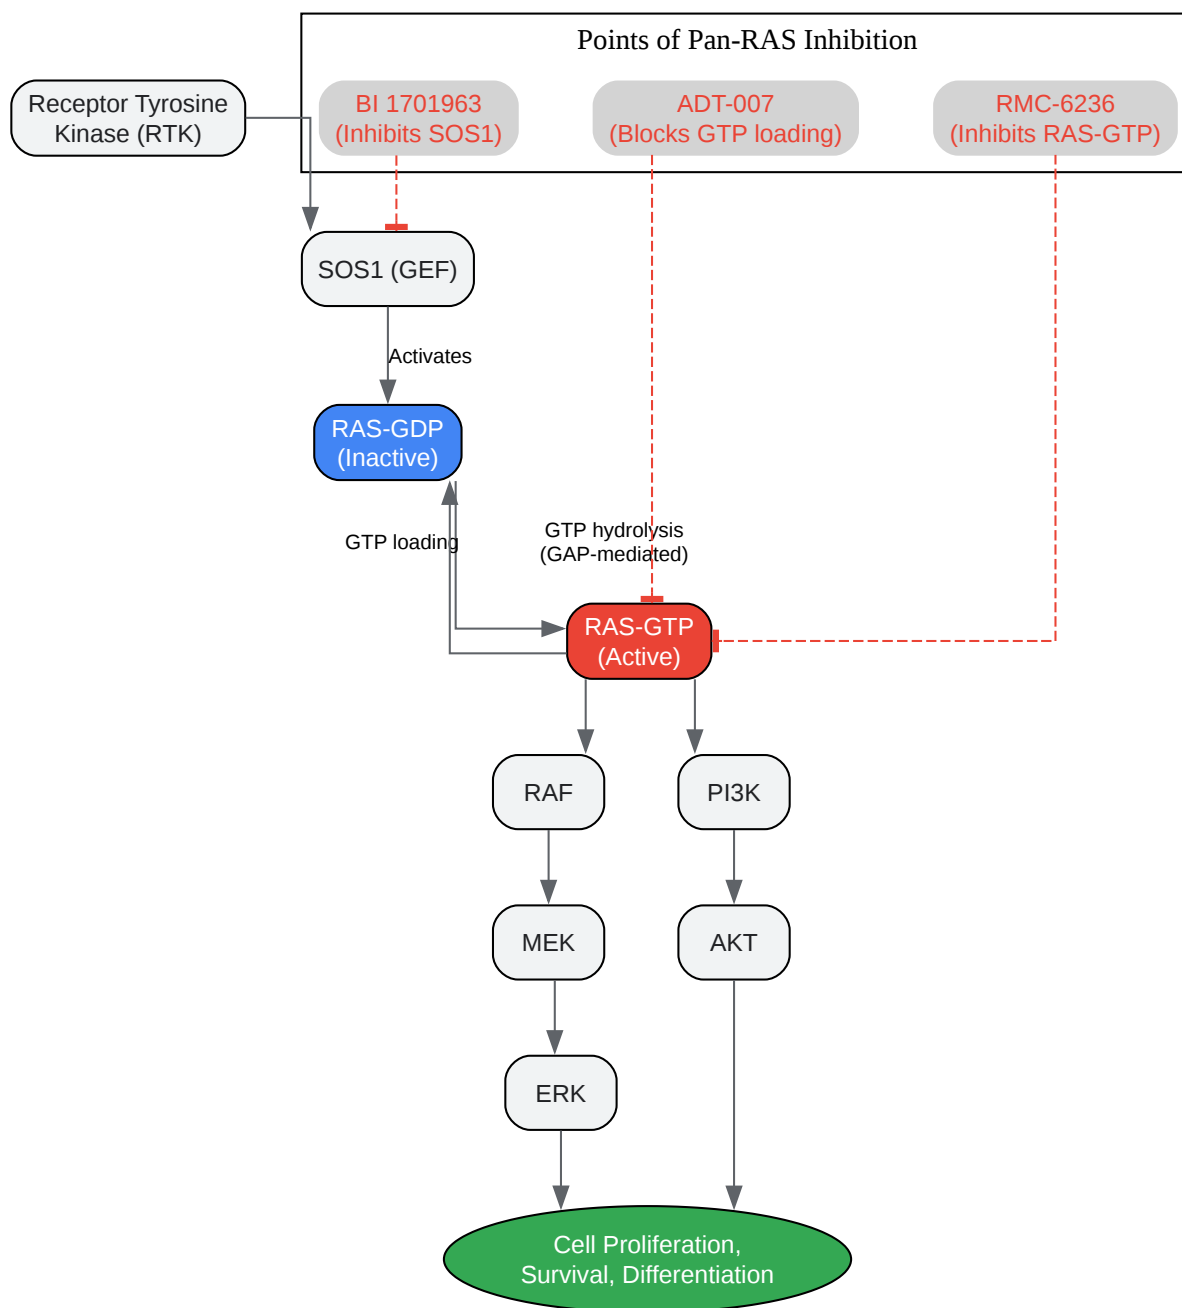 Points of Pan-RAS Inhibition
Receptor Tyrosine
Kinase (RTK)
BI 1701963
(Inhibits SOS1)
ADT-007
(Blocks GTP loading)
RMC-6236
(Inhibits RAS-GTP)
SOS1 (GEF)
Activates
RAS-GDP
(Inactive)
GTP loading
GTP hydrolysis
(GAP-mediated)
RAS-GTP
(Active)
RAF
PI3K
MEK
AKT
ERK
Cell Proliferation,
Survival, Differentiation